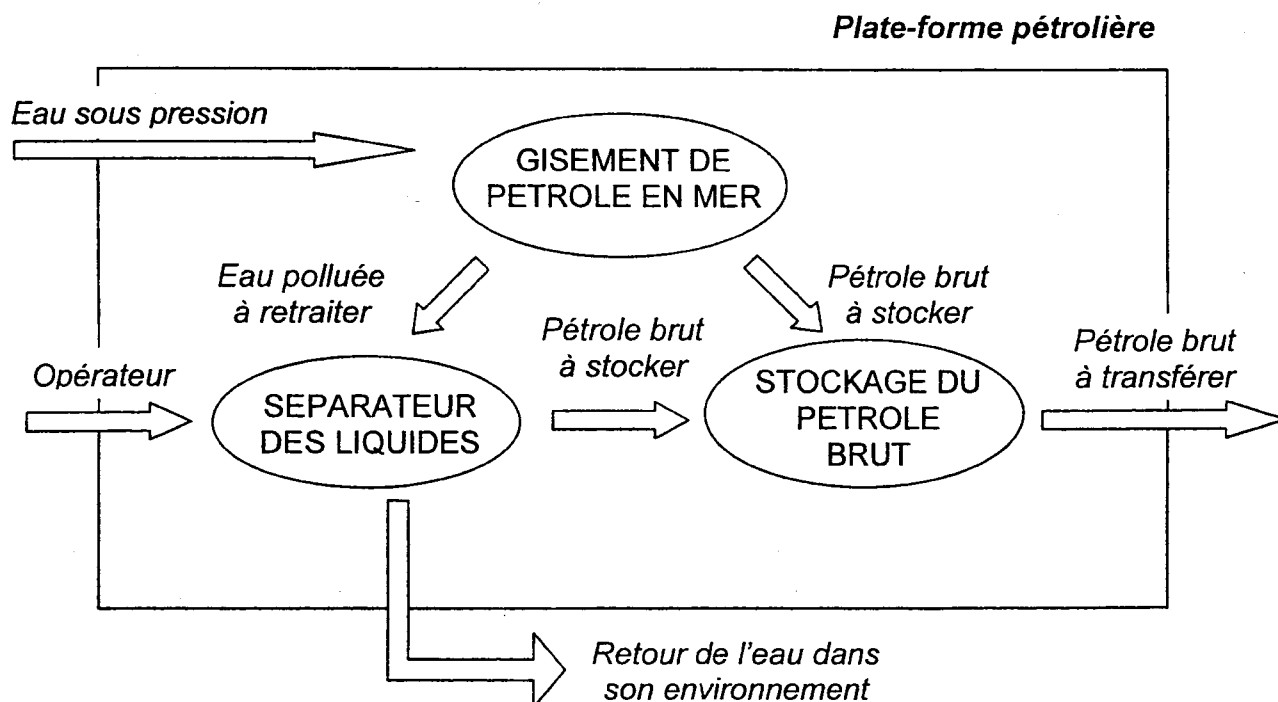 Plate-forme pétrolière
Eau sous pression
GISEMENT DE
PETROLE EN MER
Eau polluée
à retraiter
Pétrole brut
à stocker
Pétrole brut
à stocker
Opérateur
SEPARATEUR
DES LIQUIDES
STOCKAGE DU
PETROLE
BRUT
Pétrole brut
à transférer
Retour de l'eau dans
son environnement